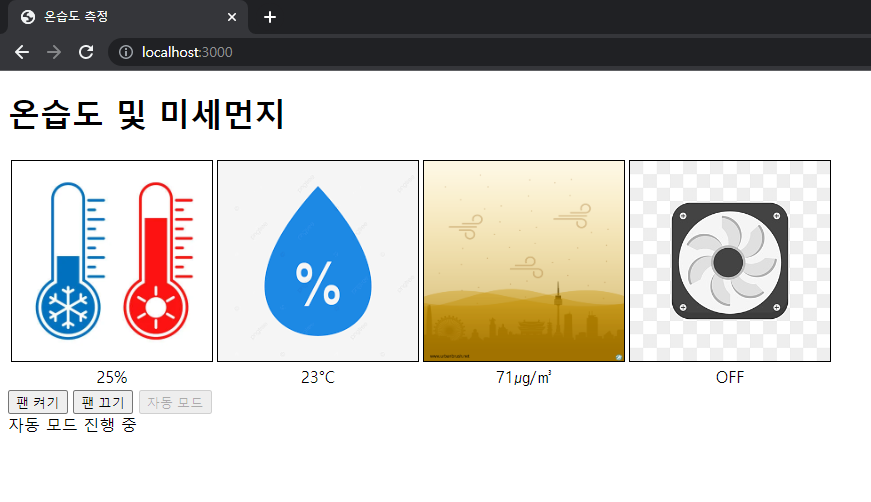 온습도 측정
localhost:3000
온습도 및 미세먼지
%
25% 23°C 71㎍/㎥ OFF
팬 켜기 팬 끄기 자동 모드
자동 모드 진행 중